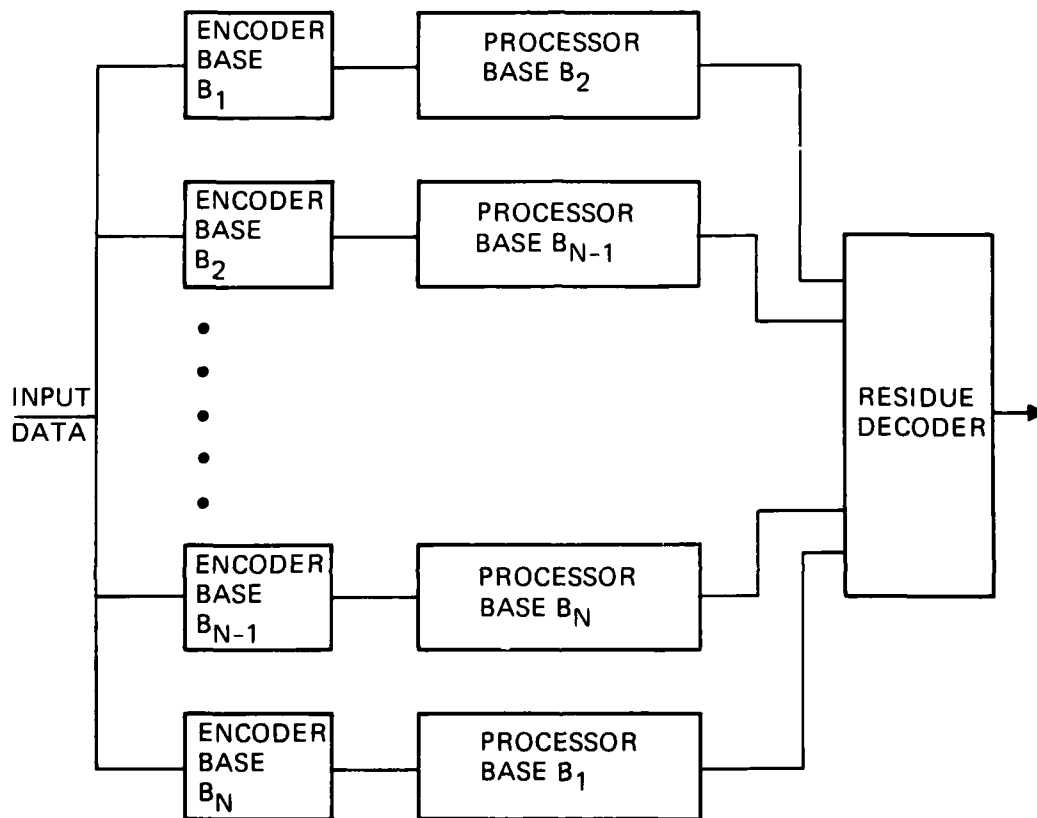 ENCODER
BASE
B1
PROCESSOR
BASE B2
ENCODER
BASE
B2
PROCESSOR
BASE BN-1
INPUT
DATA
RESIDUE
DECODER
ENCODER
BASE
BN-1
PROCESSOR
BASE BN
ENCODER
BASE
BN
PROCESSOR
BASE B1